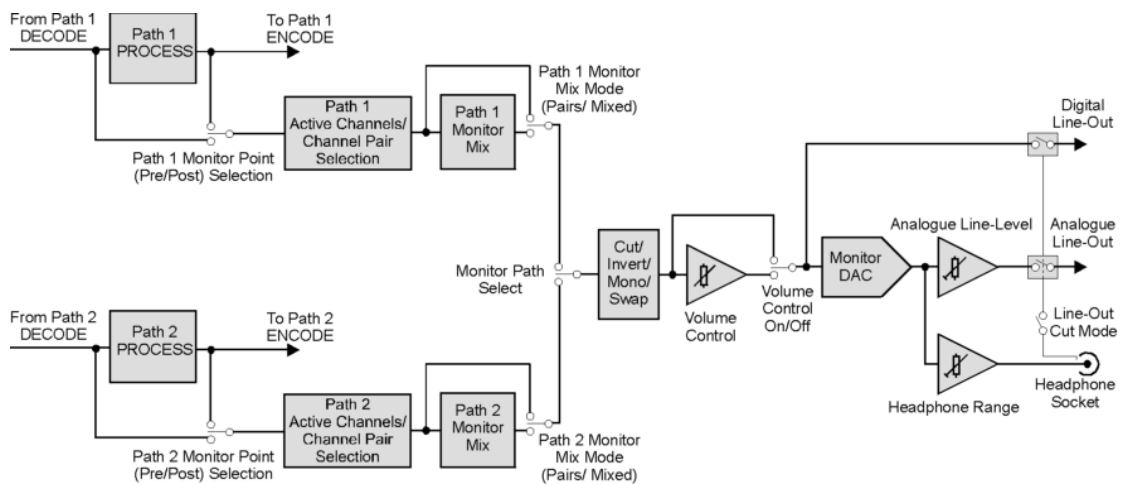 From Path 1
DECODE
Path 1
PROCESS
To Path 1
ENCODE
Path 1 Monitor Point
(Pre/Post) Selection
Path 1
Active Channels/
Channel Pair
Selection
Path 1
Monitor
Mix
Path 1 Monitor
Mix Mode
(Pairs/ Mixed)
Monitor Path
Select
Cut/
Invert/
Mono/
Swap
Volume
Control
Volume
Control
On/Off
Monitor
DAC
Analogue Line-Level
Digital
Line-Out
Analogue
Line-Out
Line-Out
Cut Mode
Headphone Range
Headphone
Socket
From Path 2
DECODE
Path 2
PROCESS
To Path 2
ENCODE
Path 2 Monitor Point
(Pre/Post) Selection
Path 2
Active Channels/
Channel Pair
Selection
Path 2
Monitor
Mix
Path 2 Monitor
Mix Mode
(Pairs/ Mixed)